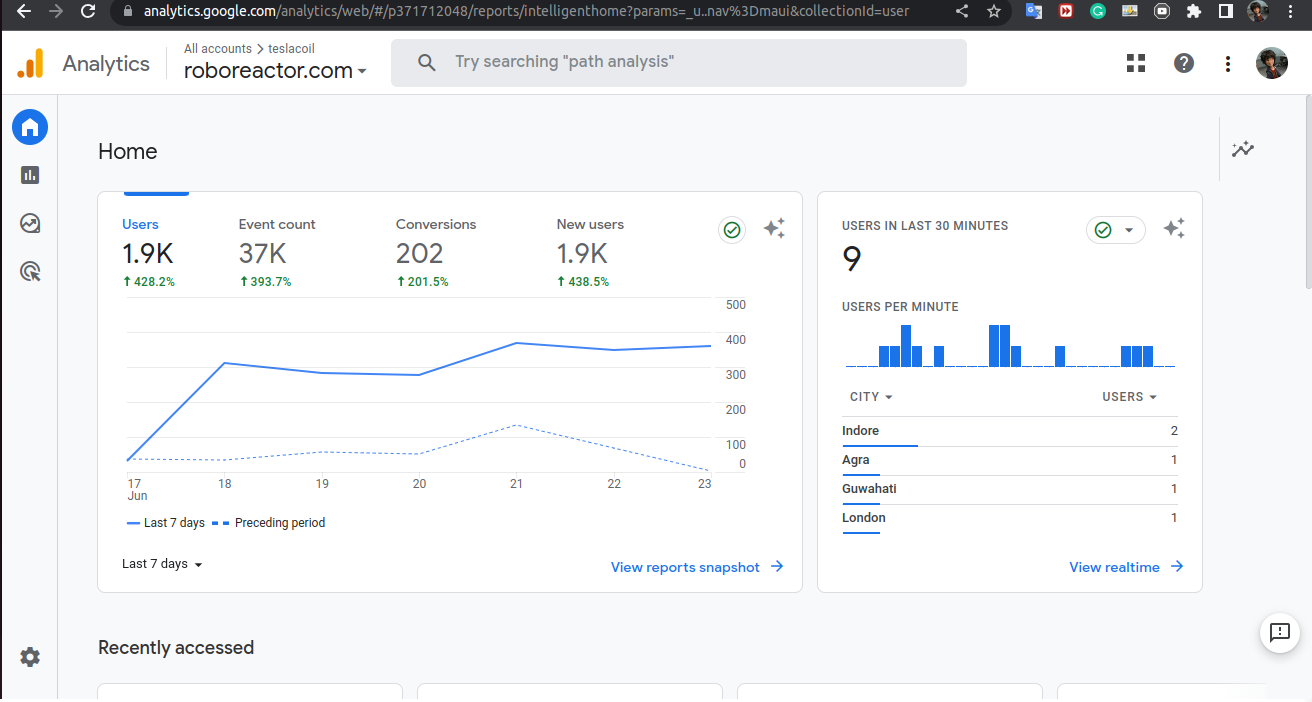 analytics.google.com/analytics/web/#/p371712048/reports/intelligenthome?params=_u..nav%3Dmaui&collectionId=user
Analytics
All accounts > teslacoil
roboreactor.com
Try searching "path analysis"
Home
Users
1.9K
↑ 428.2%
Event count
37K
↑ 393.7%
Conversions
202
↑ 201.5%
New users
1.9K
↑ 438.5%
500
400
300
200
100
0
17
Jun
18
19
20
21
22
23
Last 7 days
Preceding period
Last 7 days
View reports snapshot →
USERS IN LAST 30 MINUTES
9
USERS PER MINUTE
CITY
USERS
Indore 2
Agra 1
Guwahati 1
London 1
View realtime →
Recently accessed